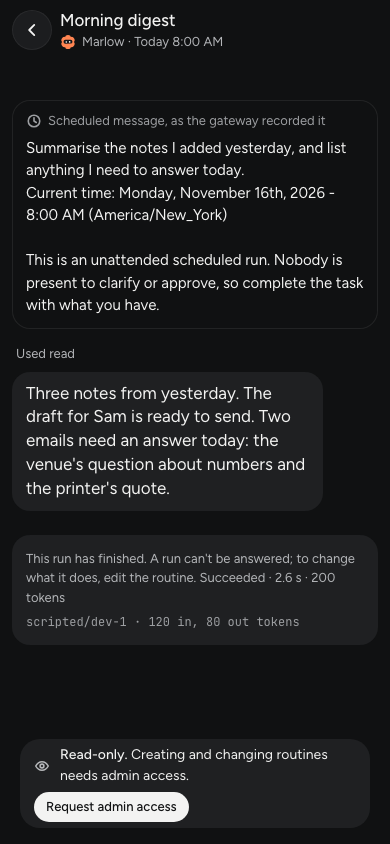 Morning digest
Marlow · Today 8:00 AM
Scheduled message, as the gateway recorded it
Summarise the notes I added yesterday, and list
anything I need to answer today.
Current time: Monday, November 16th, 2026 -
8:00 AM (America/New_York)
This is an unattended scheduled run. Nobody is
present to clarify or approve, so complete the task
with what you have.
Used read
Three notes from yesterday. The
draft for Sam is ready to send. Two
emails need an answer today: the
venue's question about numbers and
the printer's quote.
This run has finished. A run can't be answered; to change
what it does, edit the routine. Succeeded · 2.6 s · 200
tokens
scripted/dev-1 · 120 in, 80 out tokens
Read-only. Creating and changing routines
needs admin access.
Request admin access